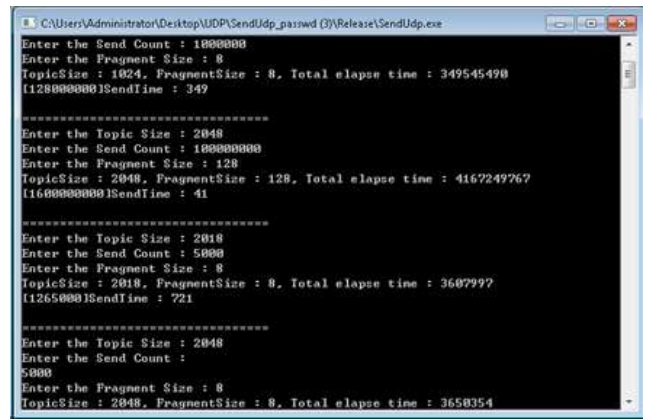 C:\Users\Administrator\Desktop\UDP\SendUdp_passwd (3)\Release\SendUdp.exe
Enter the Send Count : 1000000
Enter the Fragment Size : 8
TopicSize : 1024, FragmentSize : 8, Total elapse time : 349545490
[128000000]SendTime : 349
==================================
Enter the Topic Size : 2048
Enter the Send Count : 100000000
Enter the Fragment Size : 128
TopicSize : 2048, FragmentSize : 128, Total elapse time : 4167249767
[1600000000]SendTime : 41
==================================
Enter the Topic Size : 2018
Enter the Send Count : 5000
Enter the Fragment Size : 8
TopicSize : 2018, FragmentSize : 8, Total elapse time : 3607997
[1265000]SendTime : 721
==================================
Enter the Topic Size : 2048
Enter the Send Count :
5000
Enter the Fragment Size : 8
TopicSize : 2048, FragmentSize : 8, Total elapse time : 3650354